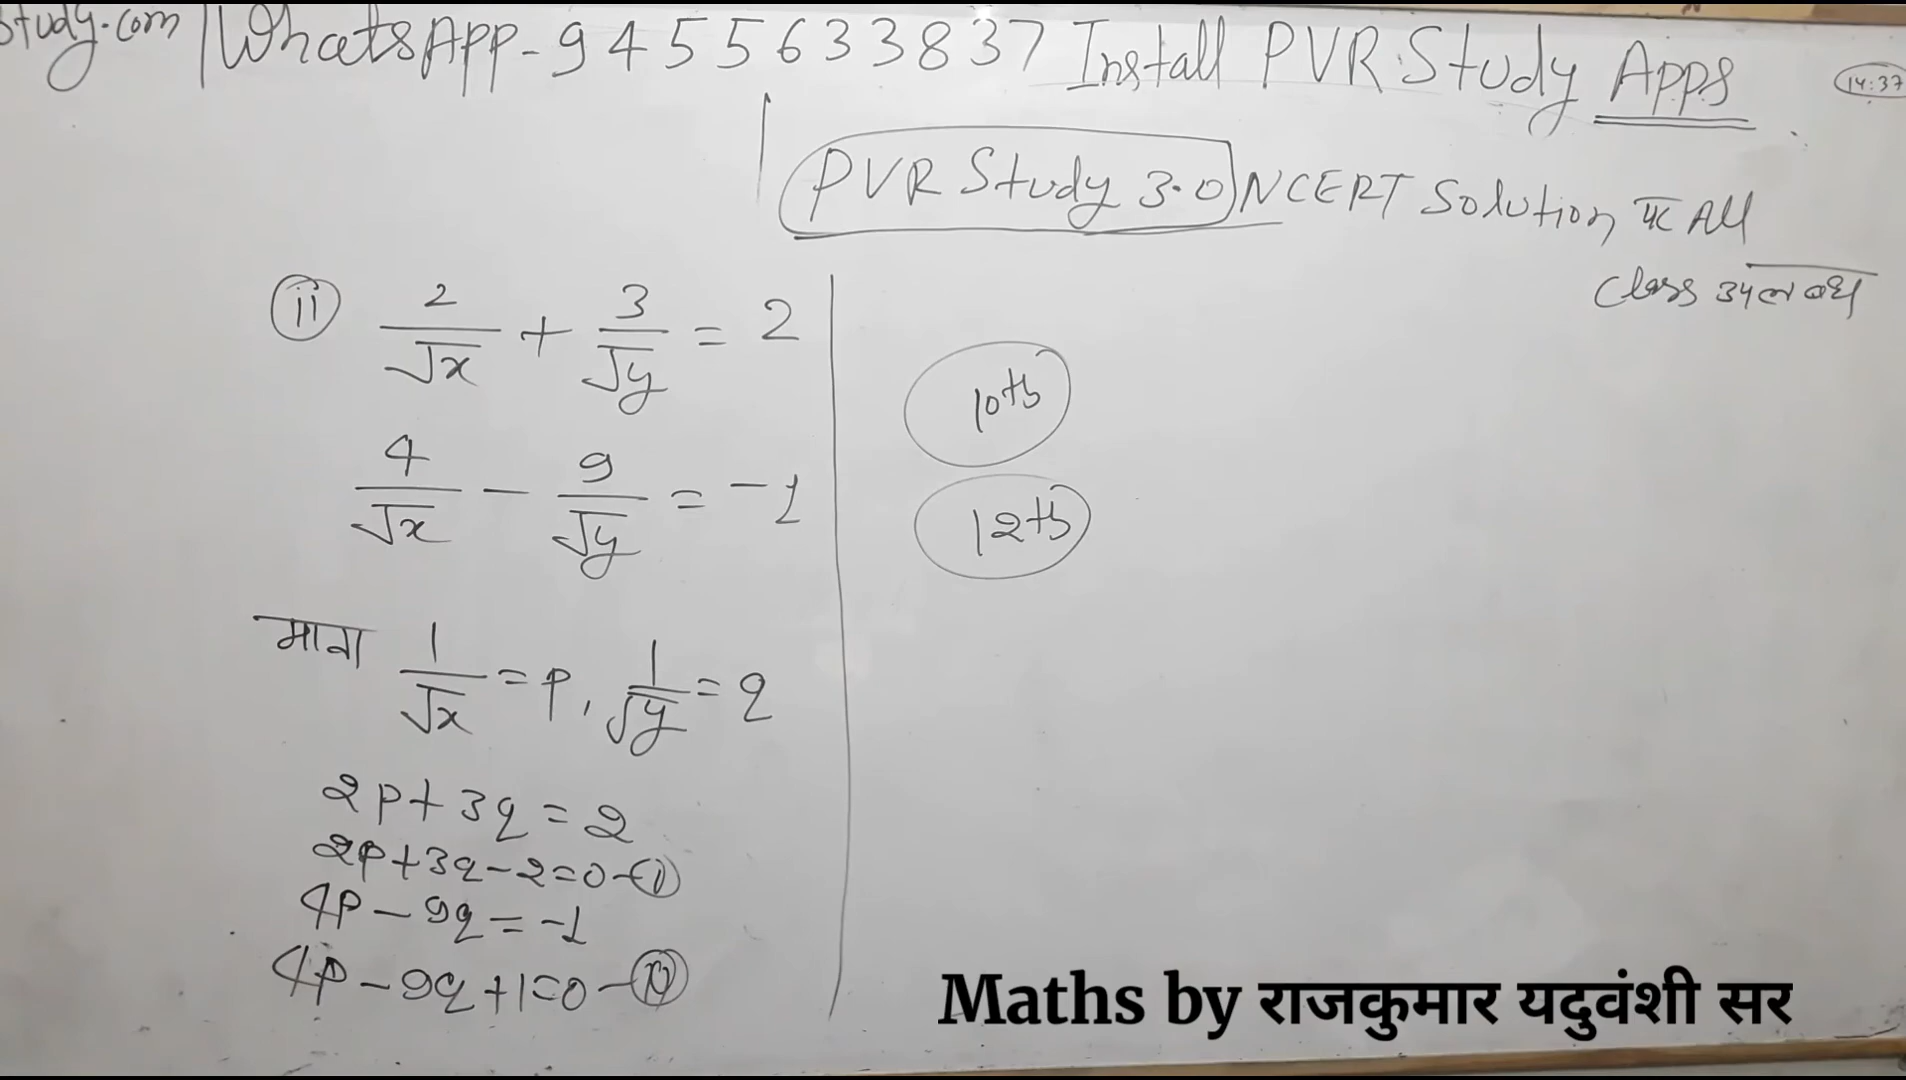 study.com | WhatsApp-9455633837 Install PVR Study Apps
14:37
PVR Study 3.0 NCERT Solution पर All
Class उपलब्ध
(ii) 2/√x + 3/√y = 2
4/√x - 9/√y = -1
माना 1/√x = p, 1/√y = q
2p+3q = 2
2p+3q-2=0-(i)
4p-9q = -1
4p-9q+1=0-(ii)
10th
12th
Maths by राजकुमार यदुवंशी सर